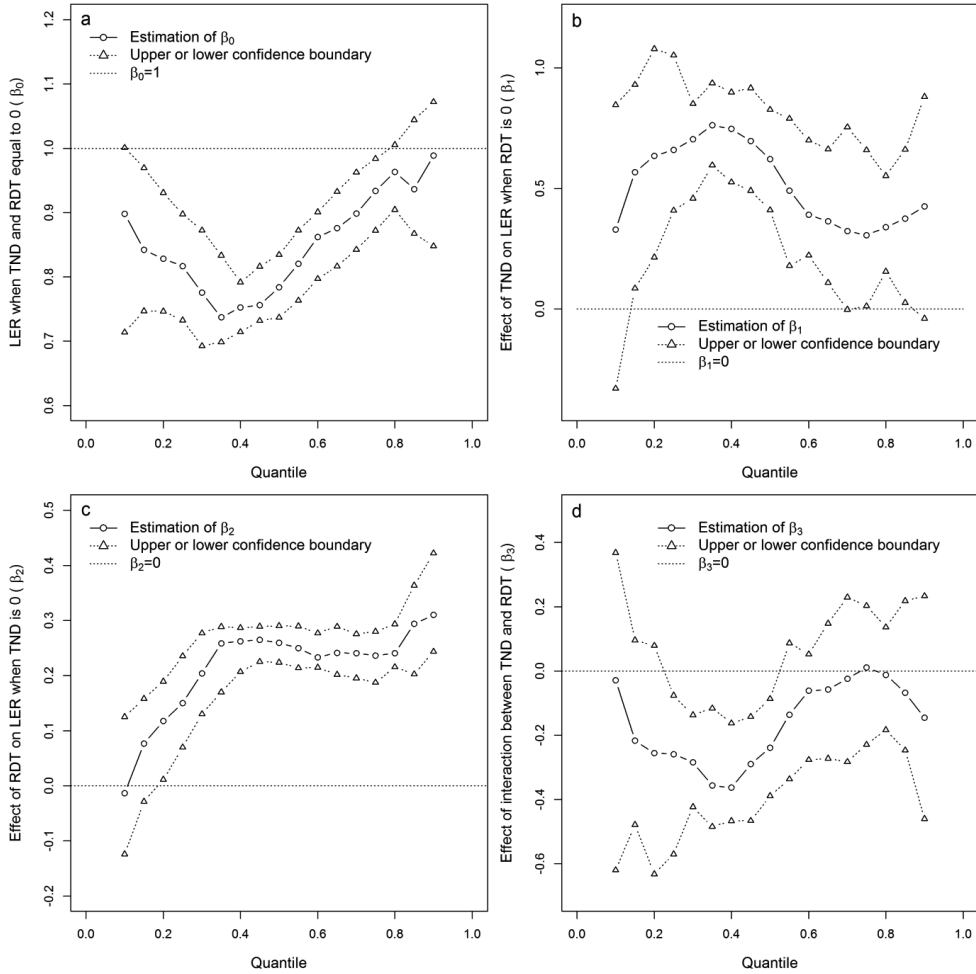 a
Estimation of β0
Upper or lower confidence boundary
β0=1
LER when TND and RDT equal to 0 ( β0)
0.6 0.7 0.8 0.9 1.0 1.1 1.2
0.0 0.2 0.4 0.6 0.8 1.0
Quantile
b
Estimation of β1
Upper or lower confidence boundary
β1=0
Effect of TND on LER when RDT is 0 ( β1)
0.0 0.5 1.0
0.0 0.2 0.4 0.6 0.8 1.0
Quantile
c
Estimation of β2
Upper or lower confidence boundary
β2=0
Effect of RDT on LER when TND is 0 ( β2)
-0.2 -0.1 0.0 0.1 0.2 0.3 0.4 0.5
0.0 0.2 0.4 0.6 0.8 1.0
Quantile
d
Estimation of β3
Upper or lower confidence boundary
β3=0
Effect of interaction between TND and RDT ( β3)
-0.6 -0.4 -0.2 0.0 0.2 0.4
0.0 0.2 0.4 0.6 0.8 1.0
Quantile